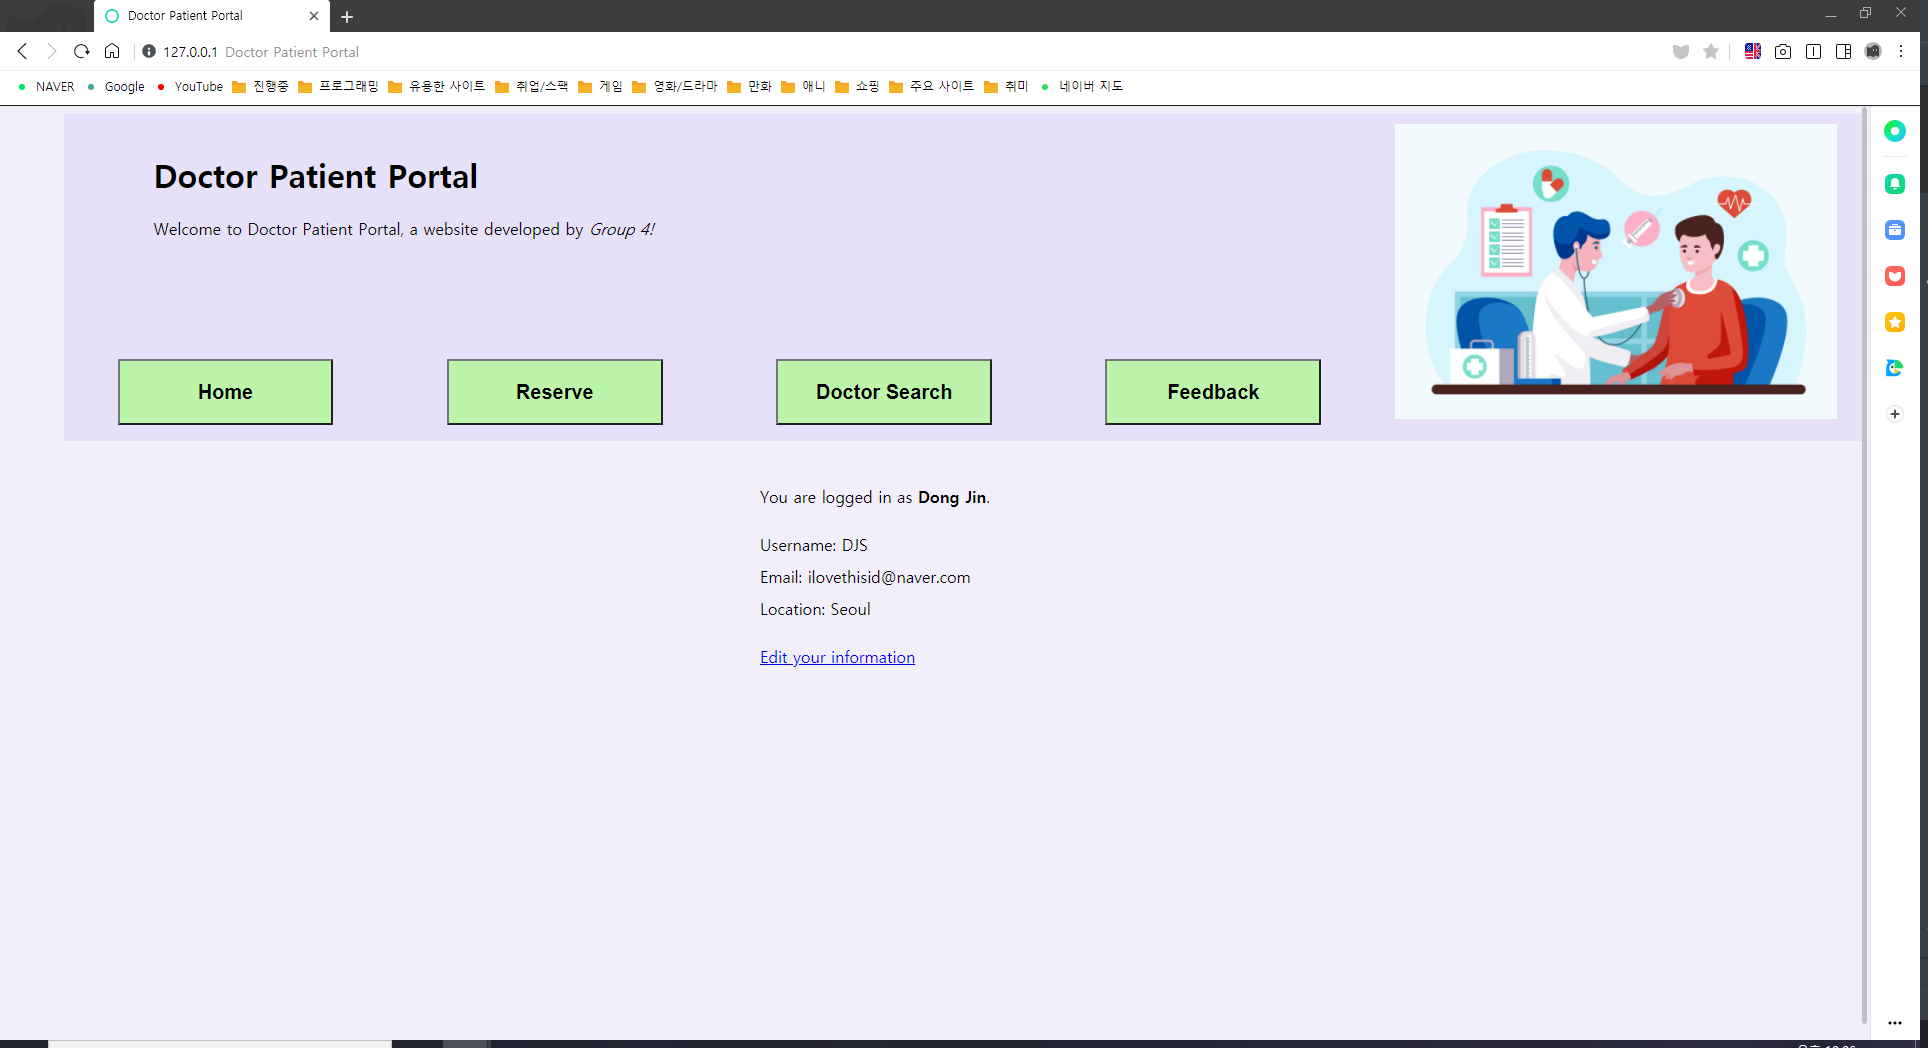 Doctor Patient Portal
127.0.0.1 Doctor Patient Portal
NAVER Google YouTube 진행중 프로그래밍 유용한 사이트 취업/스팩 게임 영화/드라마 만화 애니 쇼핑 주요 사이트 취미 네이버 지도
Doctor Patient Portal
Welcome to Doctor Patient Portal, a website developed by Group 4!
Home Reserve Doctor Search Feedback
You are logged in as Dong Jin.
Username: DJS
Email: ilovethisid@naver.com
Location: Seoul
Edit your information